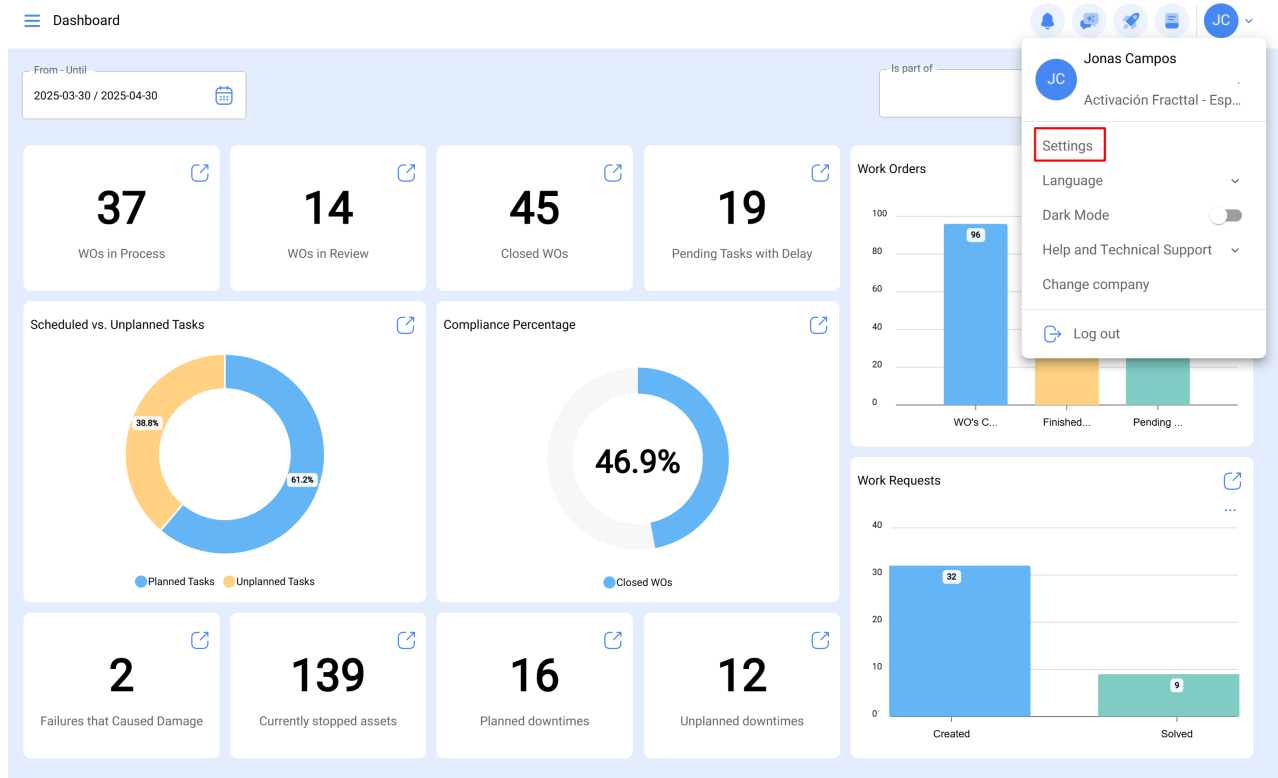 Dashboard
JC
From - Until
2025-03-30 / 2025-04-30
Is part of
JC
Jonas Campos
Activación Fracttal - Esp...
Settings
Language
Dark Mode
Help and Technical Support
Change company
Log out
37
WOs in Process
14
WOs in Review
45
Closed WOs
19
Pending Tasks with Delay
Work Orders
100
80
60
40
20
0
96
WO's C...
Finished...
Pending ...
Scheduled vs. Unplanned Tasks
38.8%
61.2%
Planned Tasks
Unplanned Tasks
Compliance Percentage
46.9%
Closed WOs
Work Requests
...
40
30
20
10
0
32
9
Created
Solved
2
Failures that Caused Damage
139
Currently stopped assets
16
Planned downtimes
12
Unplanned downtimes